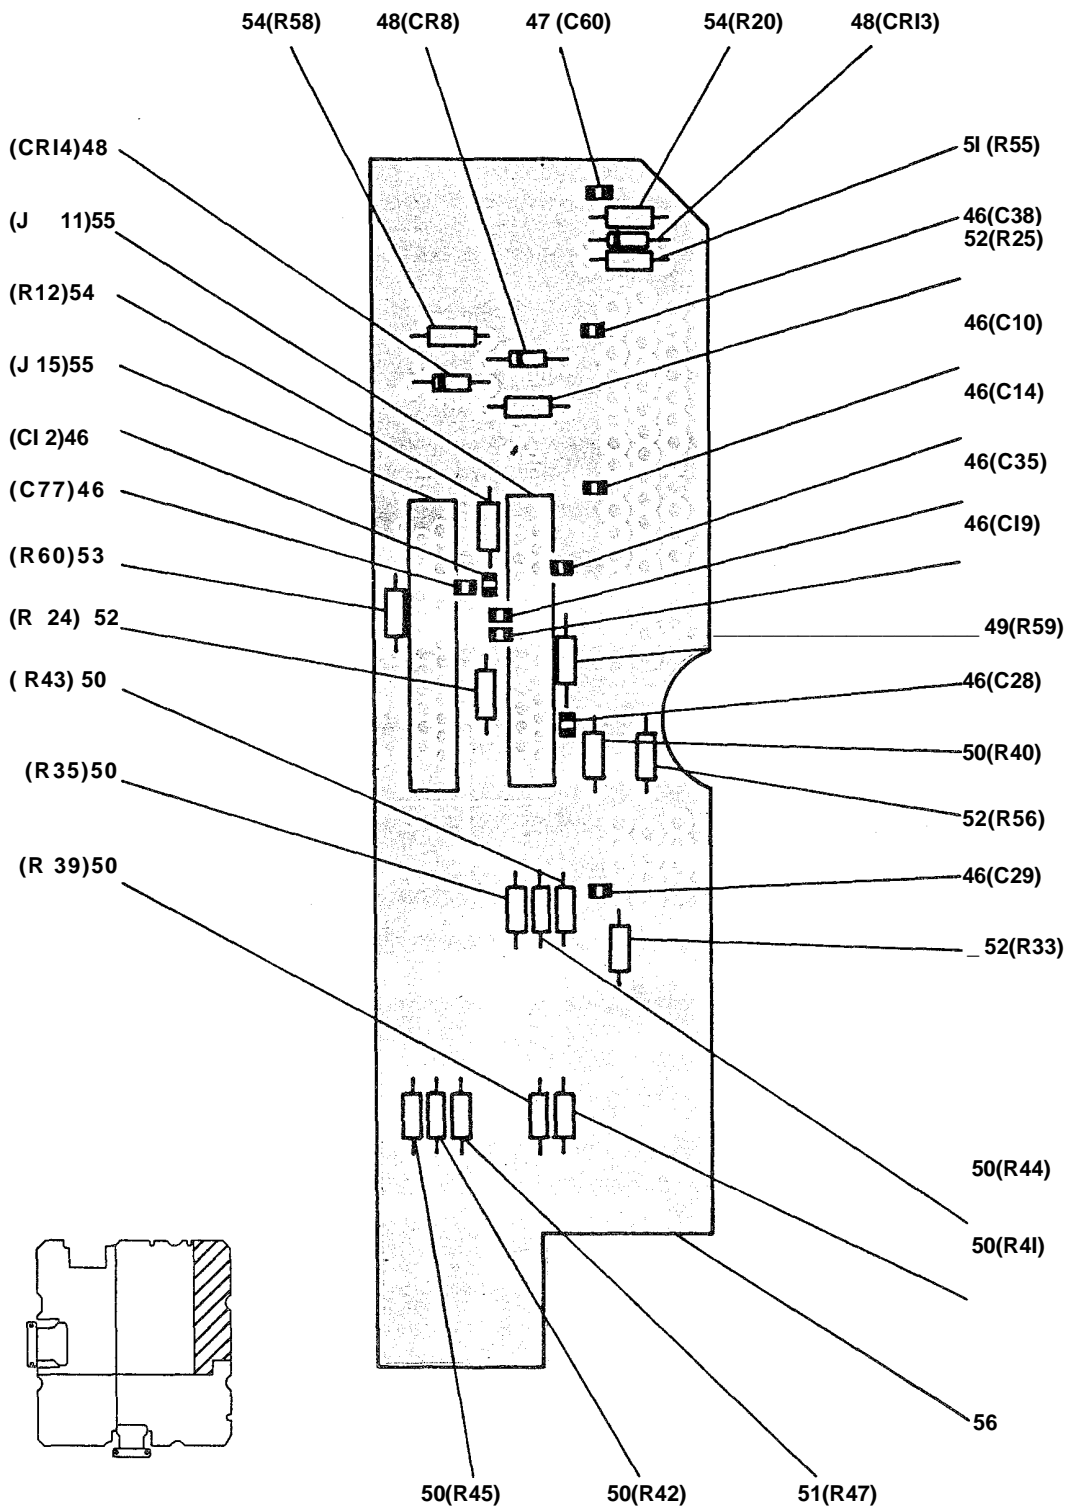 54(R58) 48(CR8) 47 (C60) 54(R20) 48(CRI3)
(CRI4)48
5I (R55)
(J 11)55
46(C38)
52(R25)
(R12)54
46(C10)
(J 15)55
46(C14)
(CI 2)46
46(C35)
(C77)46
46(CI9)
(R60)53
(R 24) 52
49(R59)
( R43) 50
46(C28)
50(R40)
(R35)50
52(R56)
(R 39)50
46(C29)
_ 52(R33)
50(R44)
50(R4I)
56
50(R45) 50(R42) 51(R47)